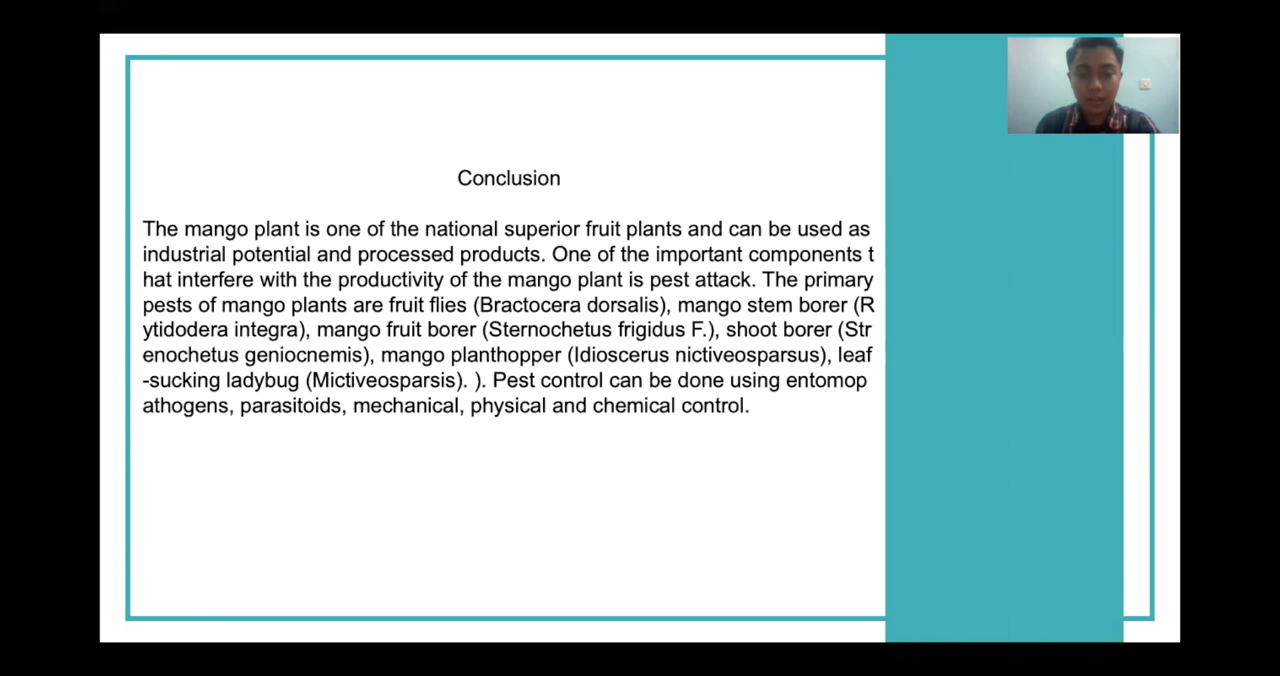 Conclusion
The mango plant is one of the national superior fruit plants and can be used as
industrial potential and processed products. One of the important components t
hat interfere with the productivity of the mango plant is pest attack. The primary
pests of mango plants are fruit flies (Bractocera dorsalis), mango stem borer (R
ytidodera integra), mango fruit borer (Sternochetus frigidus F.), shoot borer (Str
enochetus geniocnemis), mango planthopper (Idioscerus nictiveosparsus), leaf
-sucking ladybug (Mictiveosparsis). ). Pest control can be done using entomop
athogens, parasitoids, mechanical, physical and chemical control.